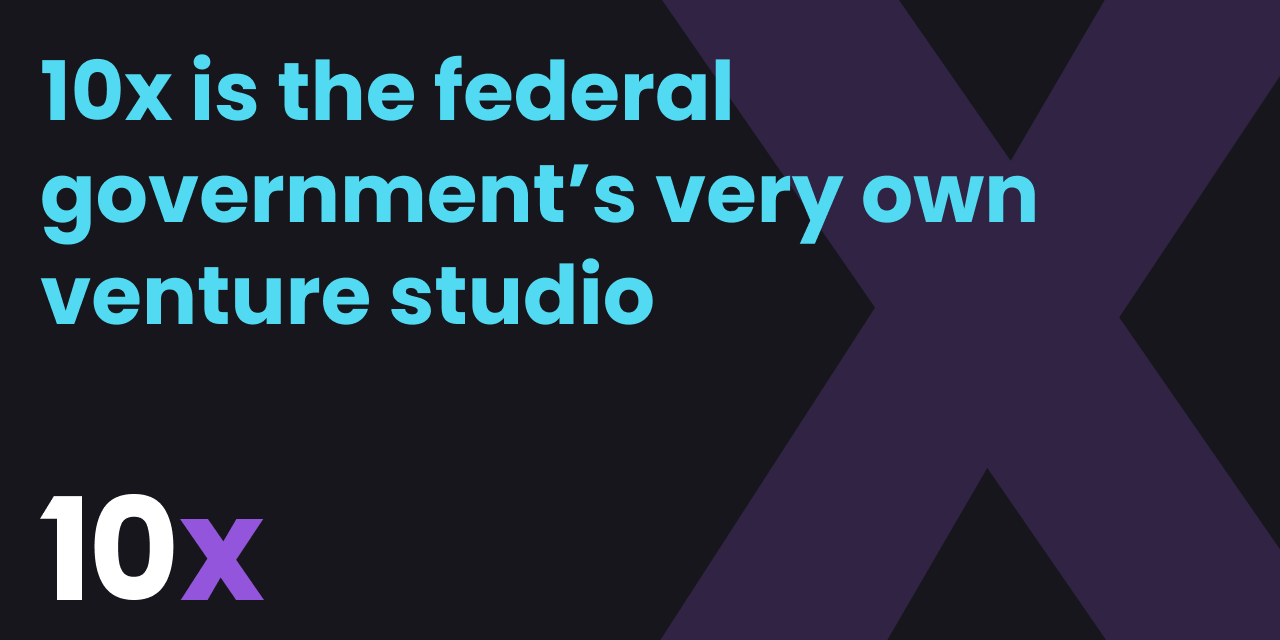 10x is the federal
government’s very own
venture studio
10x